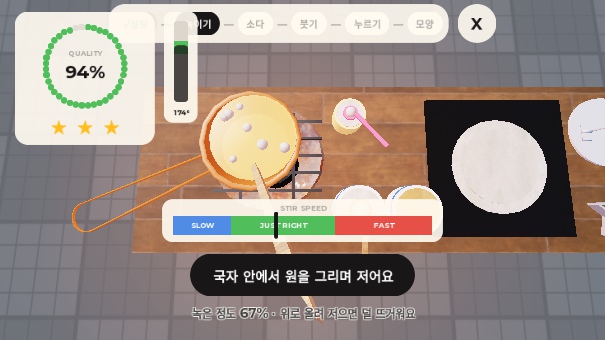 이기 — 소다 — 붓기 — 누르기 — 모양
X
QUALITY
94%
174°
STIR SPEED
SLOW JUST RIGHT FAST
국자 안에서 원을 그리며 저어요
녹은 정도 67% · 위로 올려 저으면 덜 뜨거워요